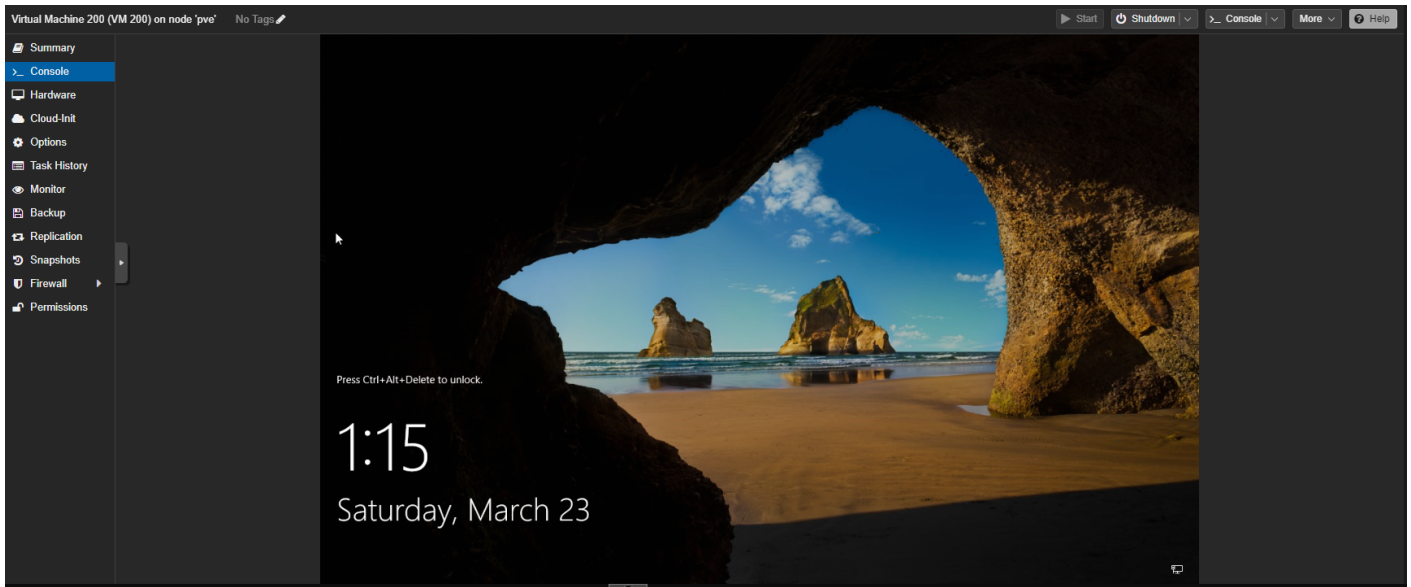 Virtual Machine 200 (VM 200) on node 'pve' No Tags Start Shutdown Console More Help
Summary
>_ Console
Hardware
Cloud-Init
Options
Task History
Monitor
Backup
Replication
Snapshots
Firewall
Permissions
Press Ctrl+Alt+Delete to unlock.
1:15
Saturday, March 23